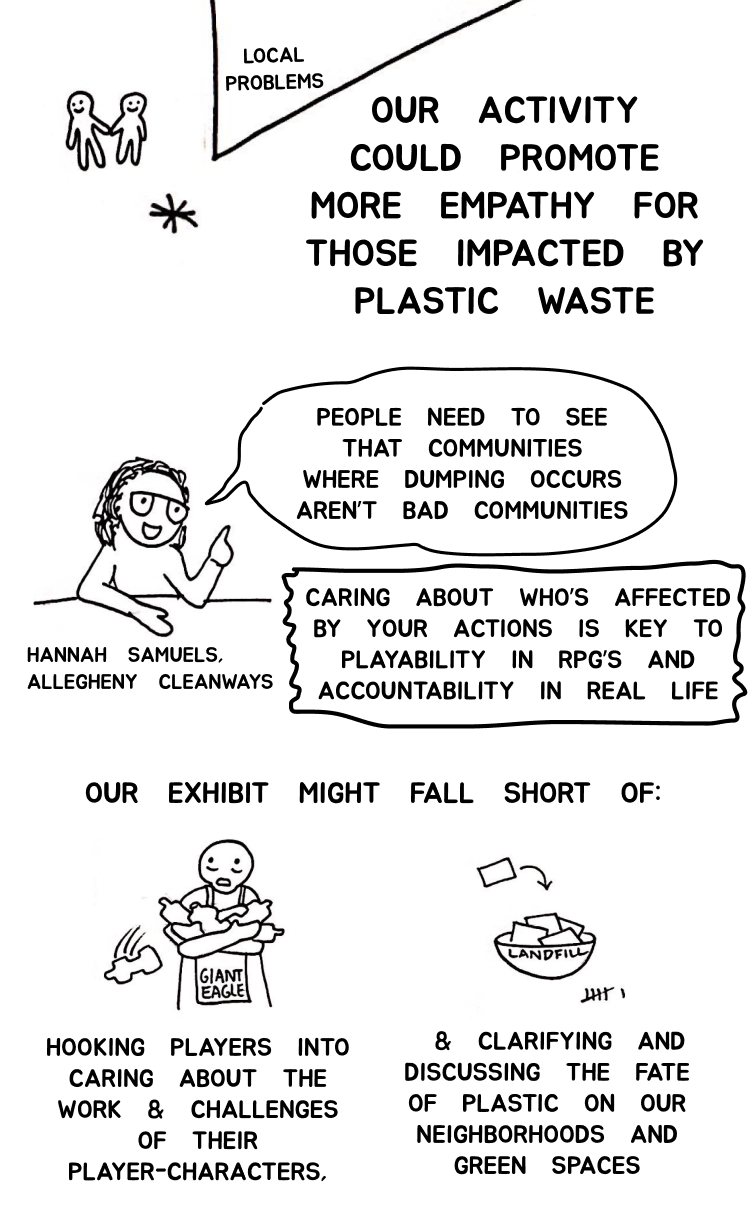 LOCAL
PROBLEMS
OUR ACTIVITY
COULD PROMOTE
MORE EMPATHY FOR
THOSE IMPACTED BY
PLASTIC WASTE
PEOPLE NEED TO SEE
THAT COMMUNITIES
WHERE DUMPING OCCURS
AREN'T BAD COMMUNITIES
HANNAH SAMUELS,
ALLEGHENY CLEANWAYS
CARING ABOUT WHO'S AFFECTED
BY YOUR ACTIONS IS KEY TO
PLAYABILITY IN RPG'S AND
ACCOUNTABILITY IN REAL LIFE
OUR EXHIBIT MIGHT FALL SHORT OF:
GIANT
EAGLE
HOOKING PLAYERS INTO
CARING ABOUT THE
WORK & CHALLENGES
OF THEIR
PLAYER-CHARACTERS,
LANDFILL
& CLARIFYING AND
DISCUSSING THE FATE
OF PLASTIC ON OUR
NEIGHBORHOODS AND
GREEN SPACES